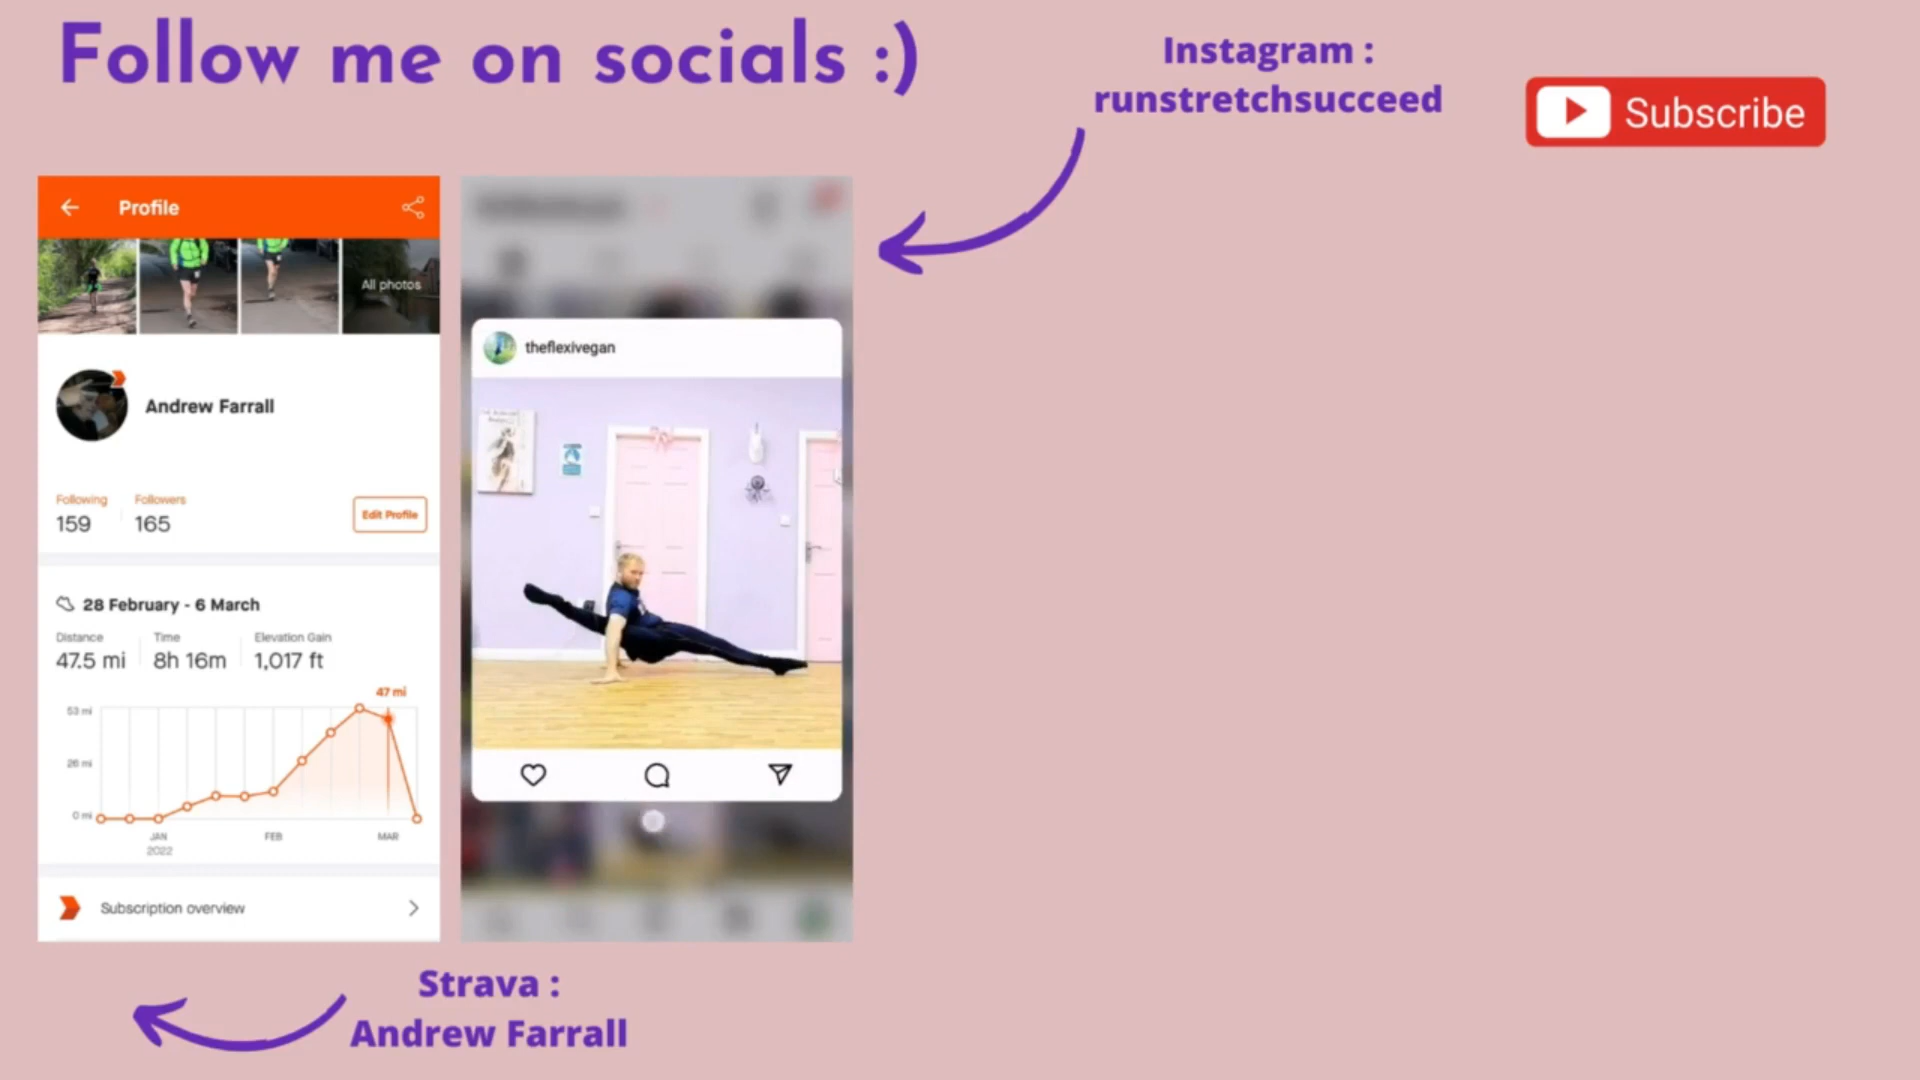 Follow me on socials :)
Instagram :
runstretchsucceed
Subscribe
Profile
All photos
Andrew Farrall
Following
159
Followers
165
Edit Profile
28 February - 6 March
Distance
47.5 mi
Time
8h 16m
Elevation Gain
1,017 ft
47 mi
53 mi
26 mi
0 mi
JAN
2022
FEB
MAR
Subscription overview
theflexivegan
Strava :
Andrew Farrall